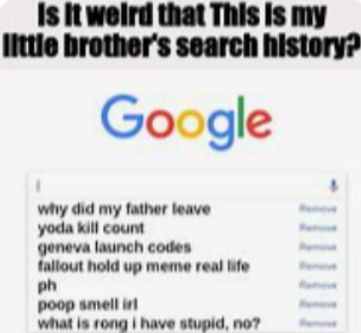 Is it weird that This is my
little brother's search history?
Google
why did my father leave
Remove
yoda kill count
Remove
geneva launch codes
Remove
fallout hold up meme real life
Remove
ph
Remove
poop smell irl
Remove
what is rong i have stupid, no?
Remove